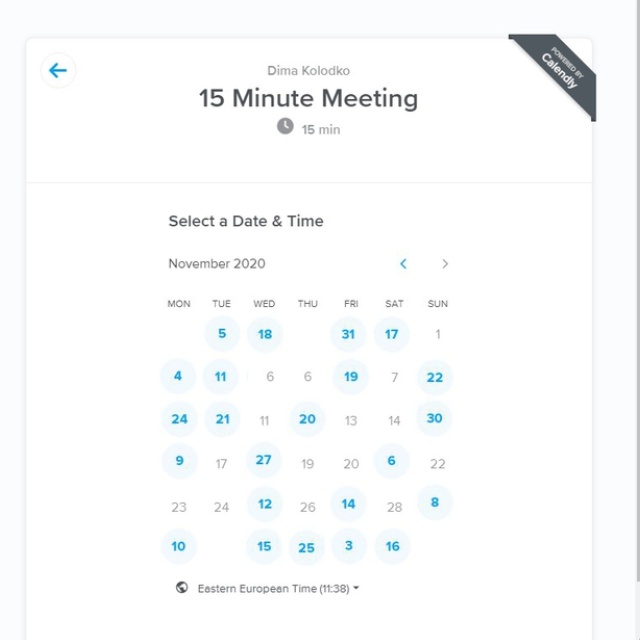 POWERED BY
Calendly
Dima Kolodko
15 Minute Meeting
15 min
Select a Date & Time
November 2020
MON TUE WED THU FRI SAT SUN
5 18 31 17 1
4 11 6 6 19 7 22
24 21 11 20 13 14 30
9 17 27 19 20 6 22
23 24 12 26 14 28 8
10 15 25 3 16
Eastern European Time (11:38)